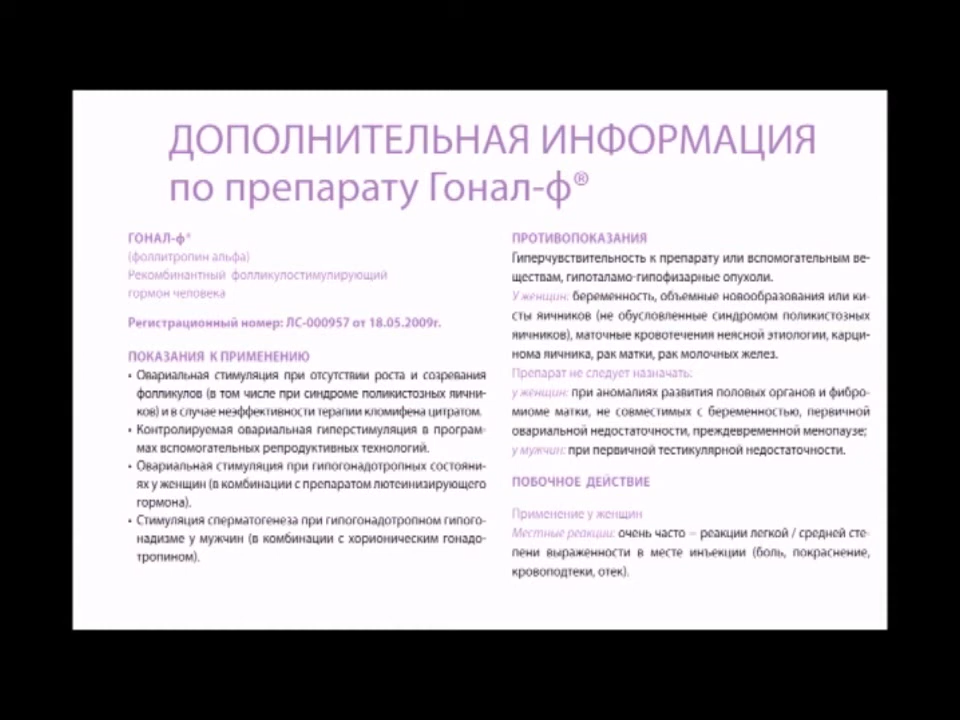 ДОПОЛНИТЕЛЬНАЯ ИНФОРМАЦИЯ
по препарату Гонал-ф®
ГОНАЛ-ф®
(фоллитропин альфа)
Рекомбинантный фолликулостимулирующий
гормон человека
Регистрационный номер: ЛС-000957 от 18.05.2009г.
ПОКАЗАНИЯ К ПРИМЕНЕНИЮ
• Овариальная стимуляция при отсутствии роста и созревания
фолликулов (в том числе при синдроме поликистозных яични-
ков) и в случае неэффективности терапии кломифена цитратом.
• Контролируемая овариальная гиперстимуляция в програм-
мах вспомогательных репродуктивных технологий.
• Овариальная стимуляция при гипогонадотропных состояни-
ях у женщин (в комбинации с препаратом лютеинизирующего
гормона).
• Стимуляция сперматогенеза при гипогонадотропном гипого-
надизме у мужчин (в комбинации с хорионическим гонадо-
тропином).
ПРОТИВОПОКАЗАНИЯ
Гиперчувствительность к препарату или вспомогательным ве-
ществам, гипоталамо-гипофизарные опухоли.
У женщин: беременность, объемные новообразования или ки-
сты яичников (не обусловленные синдромом поликистозных
яичников), маточные кровотечения неясной этиологии, карци-
нома яичника, рак матки, рак молочных желез.
Препарат не следует назначать:
у женщин: при аномалиях развития половых органов и фибро-
миоме матки, не совместимых с беременностью, первичной
овариальной недостаточности, преждевременной менопаузе;
у мужчин: при первичной тестикулярной недостаточности.
ПОБОЧНОЕ ДЕЙСТВИЕ
Применение у женщин
Местные реакции: очень часто – реакции легкой / средней сте-
пени выраженности в месте инъекции (боль, покраснение,
кровоподтеки, отек).